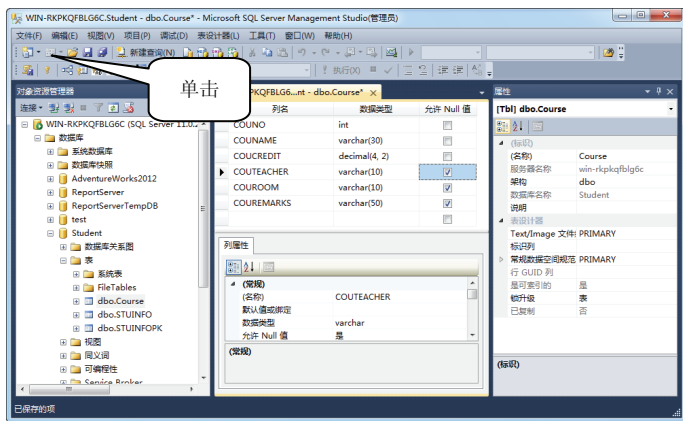 WIN-RKPKQFBLG6C.Student - dbo.Course* - Microsoft SQL Server Management Studio(管理员)
文件(F) 编辑(E) 视图(V) 项目(P) 调试(D) 表设计器(L) 工具(T) 窗口(W) 帮助(H)
新建查询(N)
执行(X)
单击
对象资源管理器
连接
WIN-RKPKQFBLG6C (SQL Server 11.0.
数据库
系统数据库
数据库快照
AdventureWorks2012
ReportServer
ReportServerTempDB
test
Student
数据库关系图
表
系统表
FileTables
dbo.Course
dbo.STUINFO
dbo.STUINFOPK
视图
同义词
可编程性
Service Broker
PKQFBLG6...nt - dbo.Course*
列名 数据类型 允许 Null 值
COUNO int
COUNAME varchar(30)
COUCREDIT decimal(4, 2)
COUTEACHER varchar(10)
COUROOM varchar(10)
COUREMARKS varchar(50)
列属性
(常规)
(名称) COUTEACHER
默认值或绑定
数据类型 varchar
允许 Null 值 是
(常规)
属性
[Tbl] dbo.Course
(标识)
(名称) Course
服务器名称 win-rkpkqfblg6c
架构 dbo
数据库名称 Student
说明
表设计器
Text/Image 文件 PRIMARY
标识列
常规数据空间规范 PRIMARY
行 GUID 列
是可索引的 是
锁升级 表
已复制 否
(标识)
已保存的项